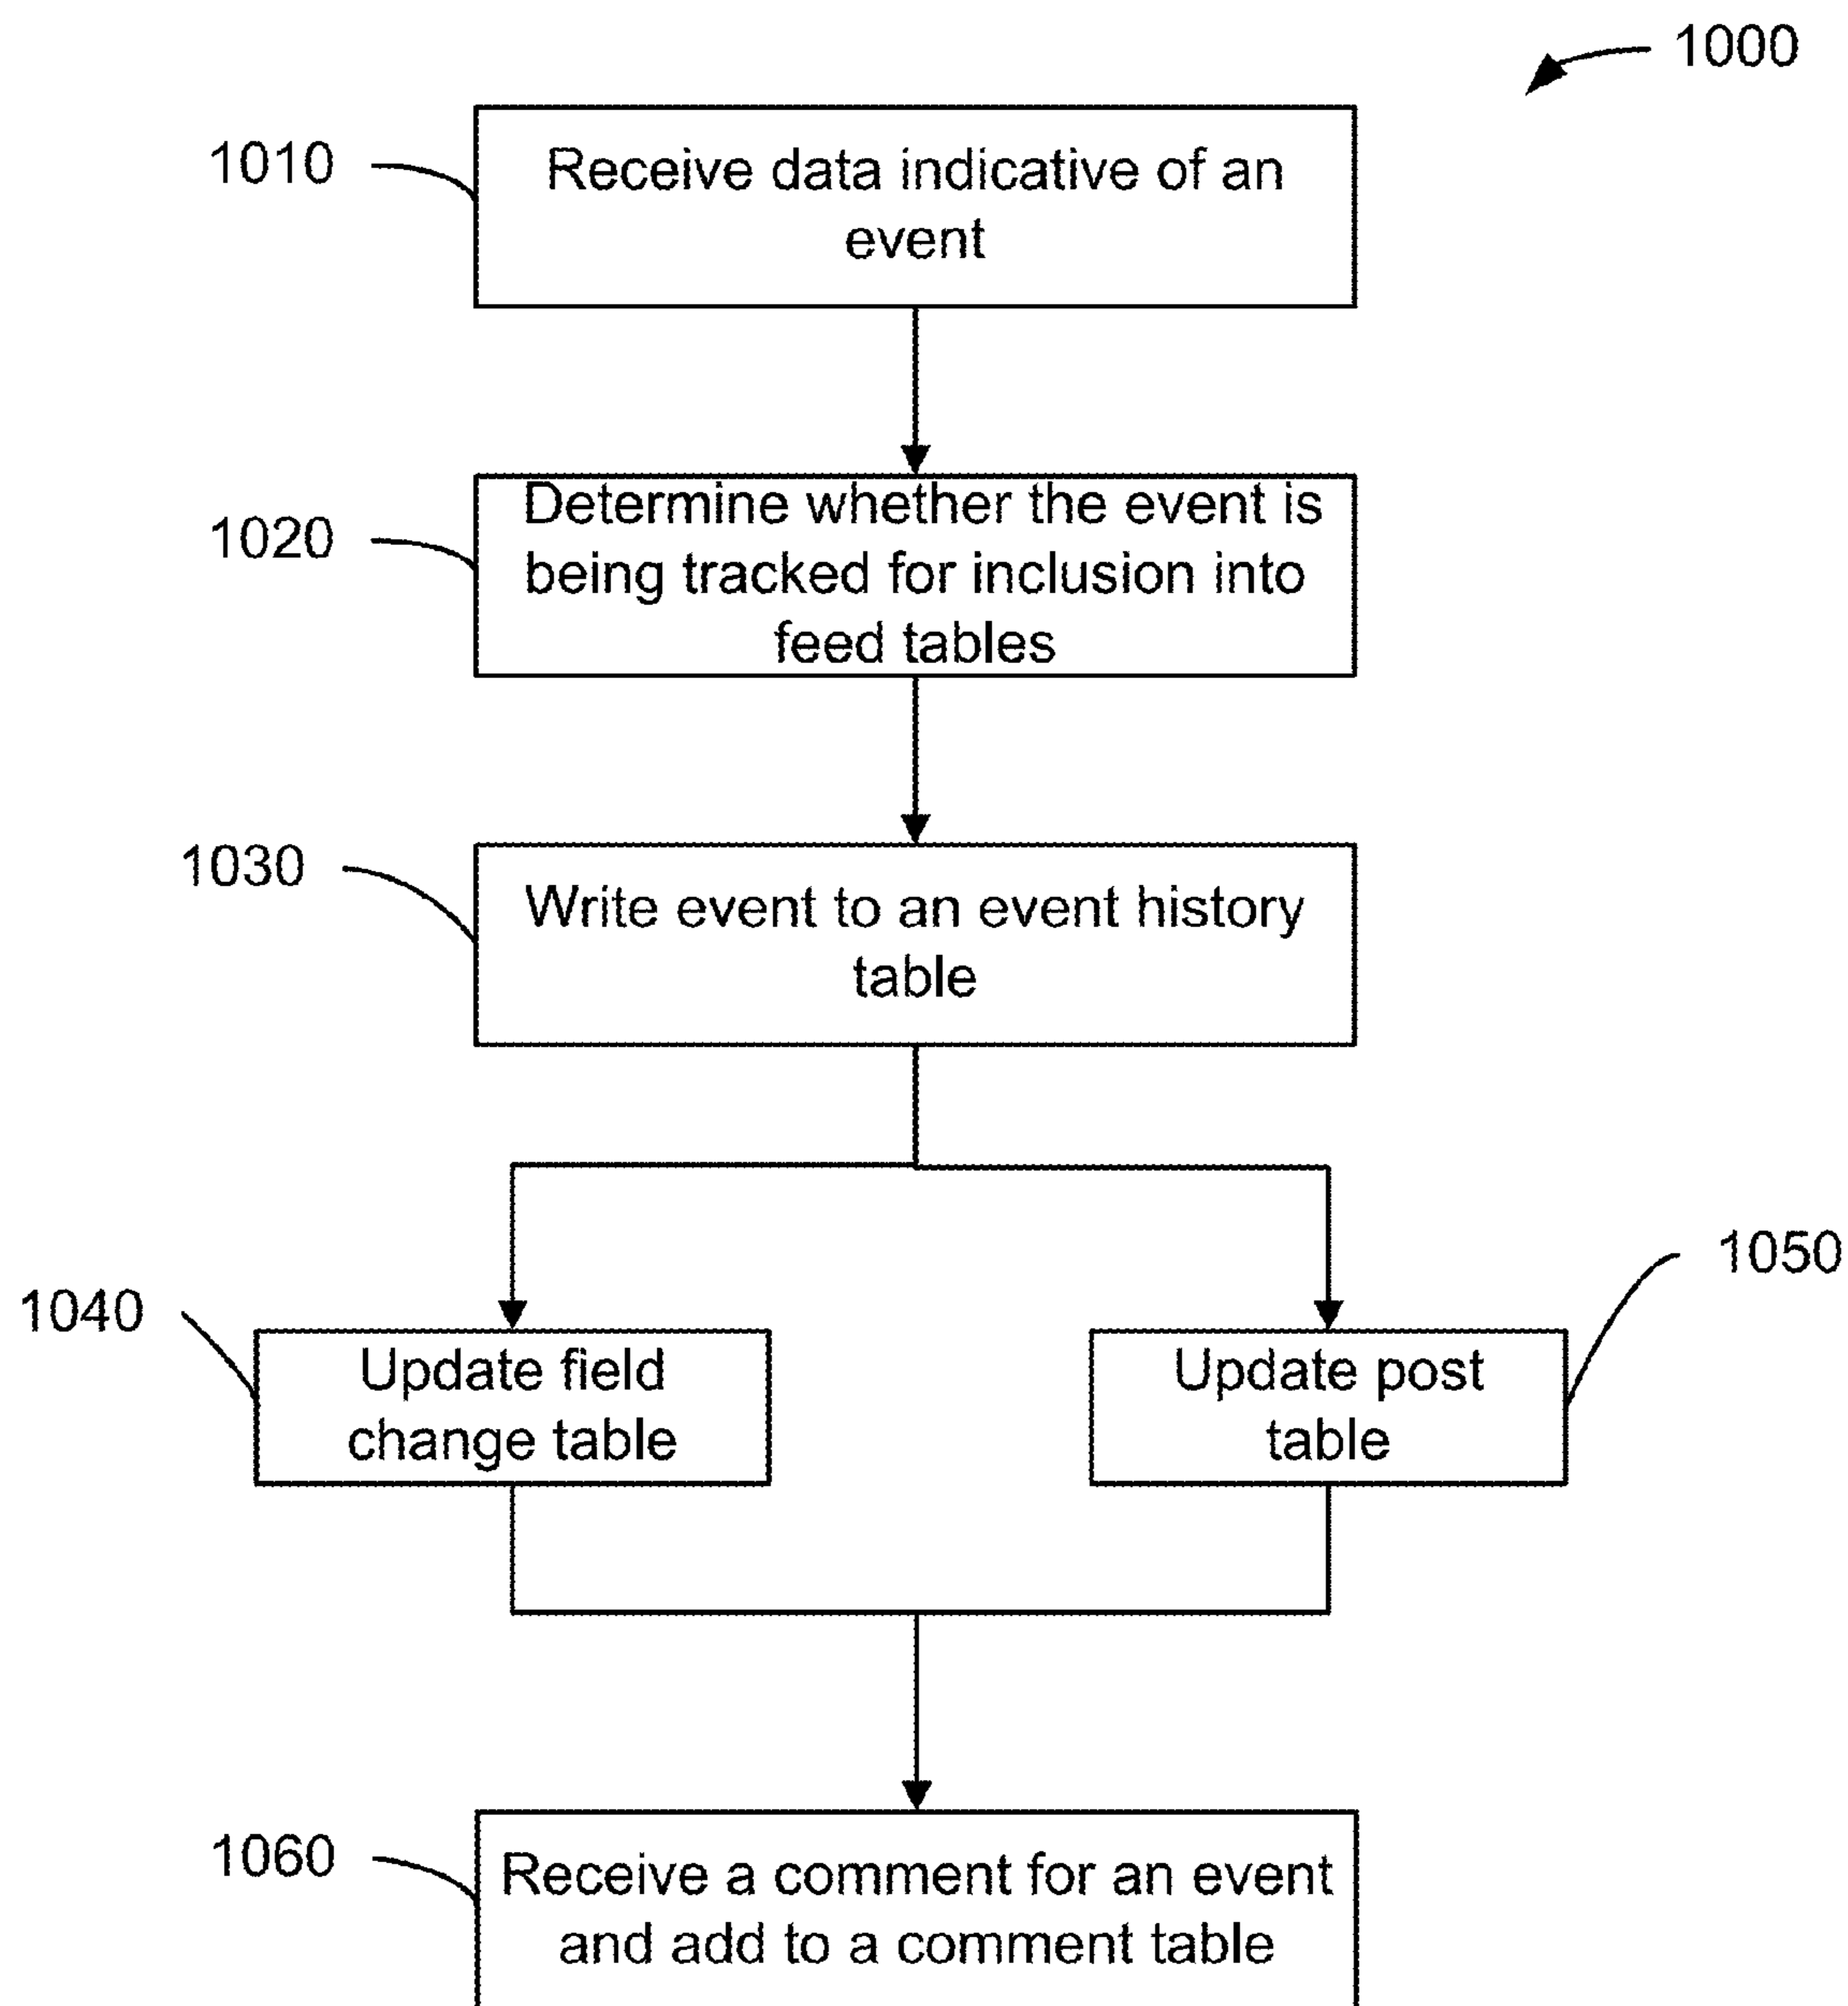 1000
1010
Receive data indicative of an
event
1020
Determine whether the event is
being tracked for inclusion into
feed tables
1030
Write event to an event history
table
1040
Update field
change table
1050
Update post
table
1060
Receive a comment for an event
and add to a comment table